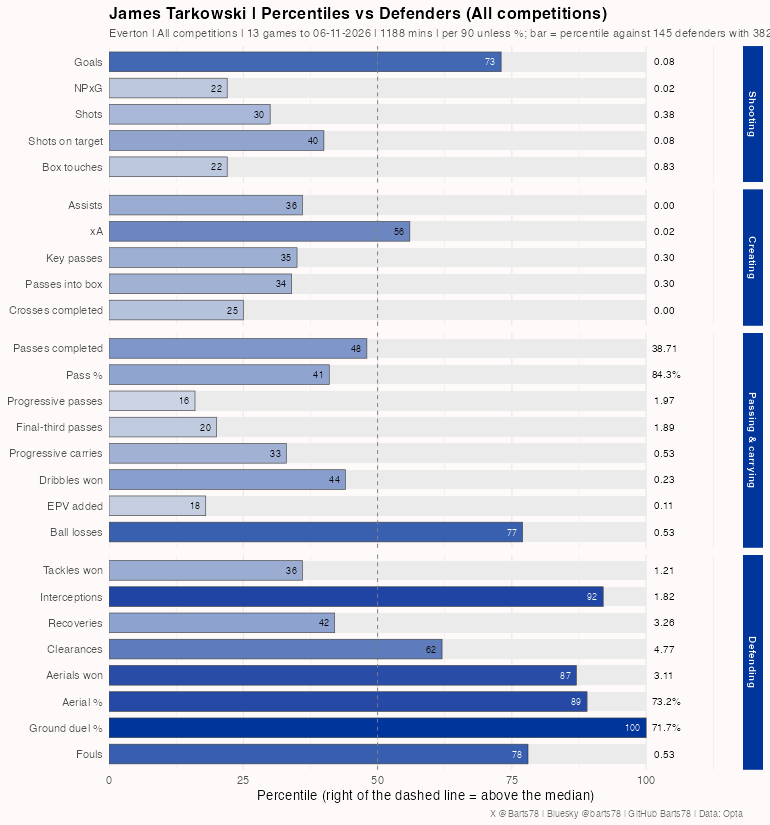 James Tarkowski | Percentiles vs Defenders (All competitions)
Everton | All competitions | 13 games to 06-11-2026 | 1188 mins | per 90 unless %; bar = percentile against 145 defenders with 382
Goals 73 0.08
NPxG 22 0.02
Shots 30 0.38
Shots on target 40 0.08
Box touches 22 0.83
Shooting
Assists 36 0.00
xA 56 0.02
Key passes 35 0.30
Passes into box 34 0.30
Crosses completed 25 0.00
Creating
Passes completed 48 38.71
Pass % 41 84.3%
Progressive passes 16 1.97
Final-third passes 20 1.89
Progressive carries 33 0.53
Dribbles won 44 0.23
EPV added 18 0.11
Ball losses 77 0.53
Passing & carrying
Tackles won 36 1.21
Interceptions 92 1.82
Recoveries 42 3.26
Clearances 62 4.77
Aerials won 87 3.11
Aerial % 89 73.2%
Ground duel % 100 71.7%
Fouls 78 0.53
Defending
0 25 50 75 100
Percentile (right of the dashed line = above the median)
X @Barts78 | Bluesky @barts78 | GitHub Barts78 | Data: Opta